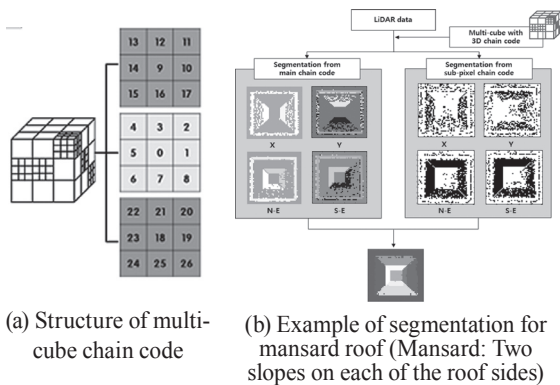 13 12 11
14 9 10
15 16 17
4 3 2
5 0 1
6 7 8
22 21 20
23 18 19
24 25 26
(a) Structure of multi-
cube chain code
LiDAR data
Multi-cube with
3D chain code
Segmentation from
main chain code
X Y
N-E S-E
Segmentation from
sub-pixel chain code
X Y
N-E S-E
(b) Example of segmentation for
mansard roof (Mansard: Two
slopes on each of the roof sides)